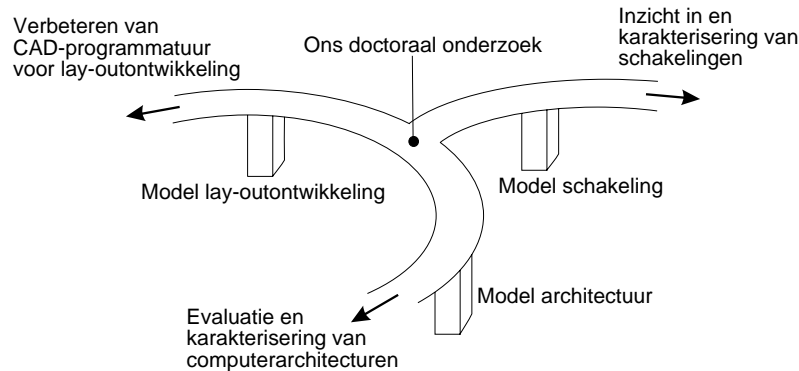 Verbeteren van
CAD-programmatuur
voor lay-outontwikkeling
Ons doctoraal onderzoek
Inzicht in en
karakterisering van
schakelingen
Model lay-outontwikkeling
Model schakeling
Model architectuur
Evaluatie en
karakterisering van
computerarchitecturen